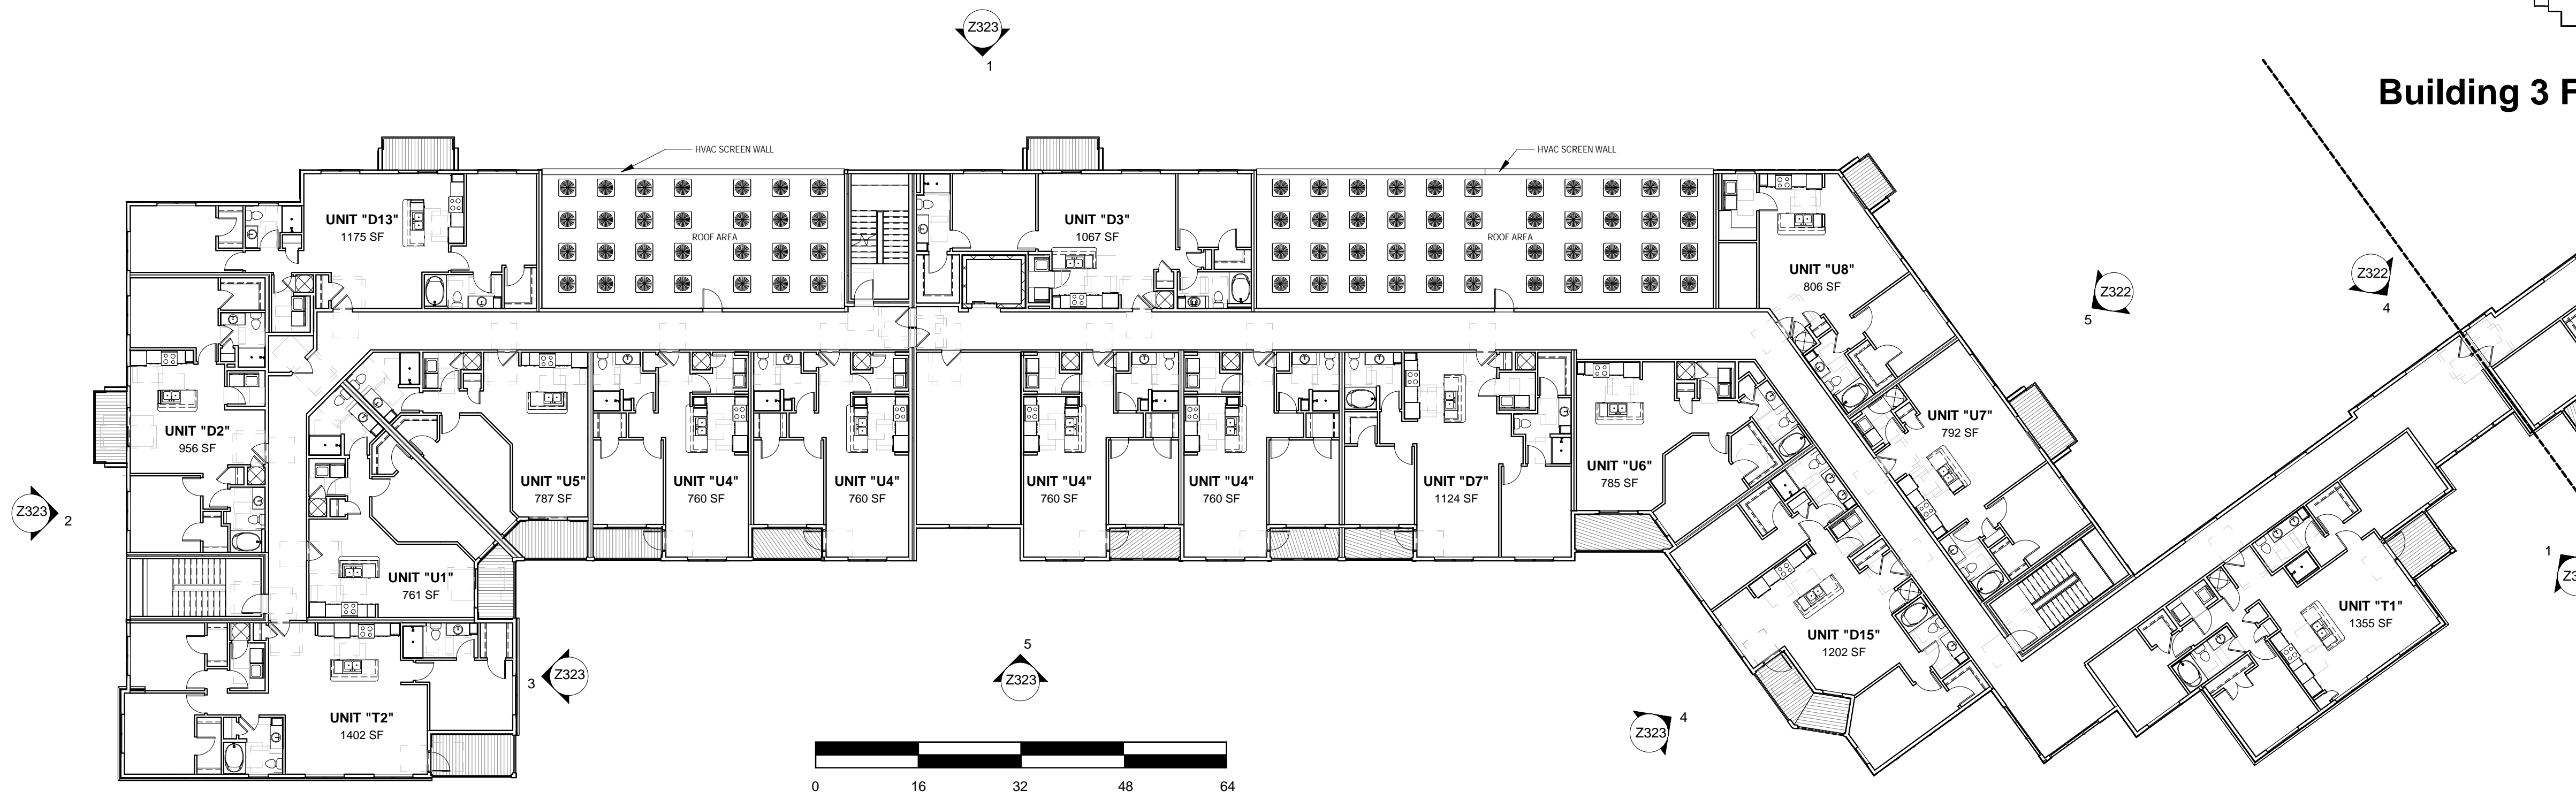 Z323
1
Building 3 F
HVAC SCREEN WALL
HVAC SCREEN WALL
UNIT "D13"
1175 SF
ROOF AREA
UNIT "D3"
1067 SF
ROOF AREA
UNIT "U8"
806 SF
Z322
5
Z322
4
UNIT "D2"
956 SF
UNIT "U7"
792 SF
UNIT "U5"
787 SF
UNIT "U4"
760 SF
UNIT "U4"
760 SF
UNIT "U4"
760 SF
UNIT "U4"
760 SF
UNIT "D7"
1124 SF
UNIT "U6"
785 SF
Z323
2
1
UNIT "U1"
761 SF
UNIT "T1"
1355 SF
UNIT "D15"
1202 SF
5
Z323
Z323
3
UNIT "T2"
1402 SF
Z323
4
0 16 32 48 64